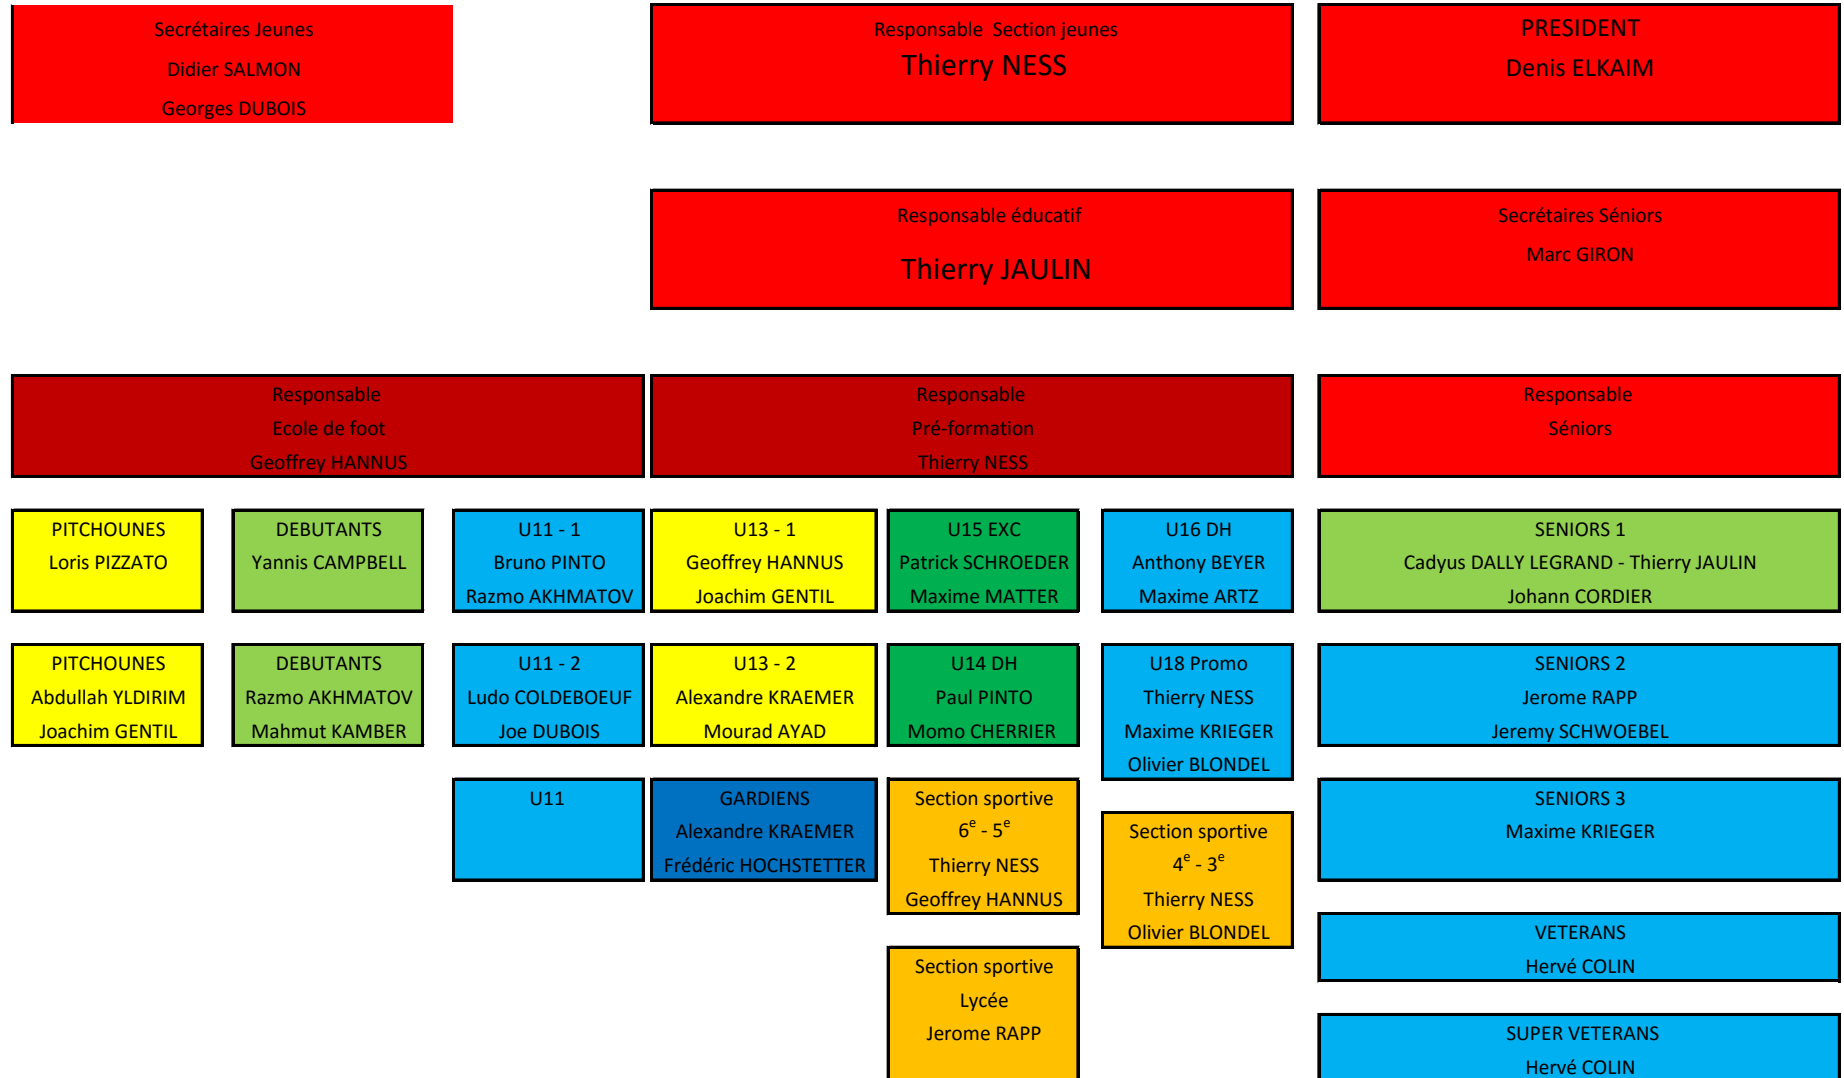 Secrétaires Jeunes
Didier SALMON
Georges DUBOIS
Responsable Section jeunes
Thierry NESS
PRESIDENT
Denis ELKAIM
Responsable éducatif
Thierry JAULIN
Secrétaires Séniors
Marc GIRON
Responsable
Ecole de foot
Geoffrey HANNUS
Responsable
Pré-formation
Thierry NESS
Responsable
Séniors
PITCHOUNES
Loris PIZZATO
DEBUTANTS
Yannis CAMPBELL
U11 - 1
Bruno PINTO
Razmo AKHMATOV
U13 - 1
Geoffrey HANNUS
Joachim GENTIL
U15 EXC
Patrick SCHROEDER
Maxime MATTER
U16 DH
Anthony BEYER
Maxime ARTZ
SENIORS 1
Cadyus DALLY LEGRAND - Thierry JAULIN
Johann CORDIER
PITCHOUNES
Abdullah YLDIRIM
Joachim GENTIL
DEBUTANTS
Razmo AKHMATOV
Mahmut KAMBER
U11 - 2
Ludo COLDEBOEUF
Joe DUBOIS
U13 - 2
Alexandre KRAEMER
Mourad AYAD
U14 DH
Paul PINTO
Momo CHERRIER
U18 Promo
Thierry NESS
Maxime KRIEGER
Olivier BLONDEL
SENIORS 2
Jerome RAPP
Jeremy SCHWOEBEL
U11
GARDIENS
Alexandre KRAEMER
Frédéric HOCHSTETTER
Section sportive
6e - 5e
Thierry NESS
Geoffrey HANNUS
Section sportive
4e - 3e
Thierry NESS
Olivier BLONDEL
SENIORS 3
Maxime KRIEGER
Section sportive
Lycée
Jerome RAPP
VETERANS
Hervé COLIN
SUPER VETERANS
Hervé COLIN